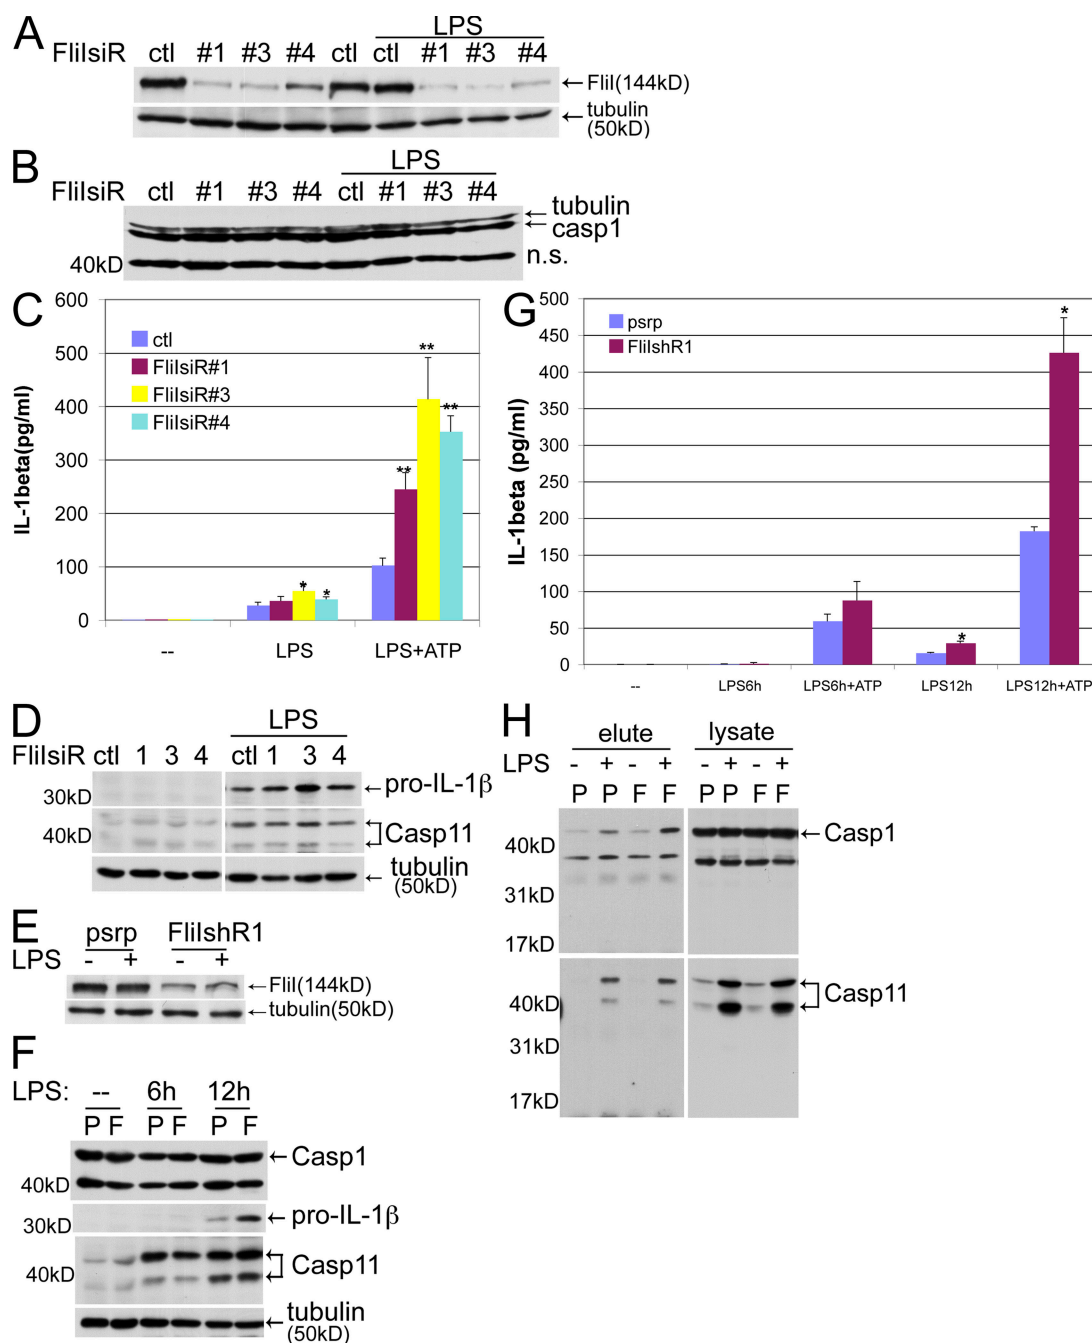 A
LPS
FliIsiR ctl #1 #3 #4 ctl ctl #1 #3 #4
FliI(144kD)
tubulin
(50kD)
B
LPS
FliIsiR ctl #1 #3 #4 ctl #1 #3 #4
tubulin
casp1
n.s.
40kD
C
600
500
400
300
200
100
0
IL-1beta(pg/ml)
ctl
FliIsiR#1
FliIsiR#3
FliIsiR#4
* * ** ** **
-- LPS LPS+ATP
G
500
450
400
350
300
250
200
150
100
50
0
IL-1beta (pg/ml)
psrp
FliIshR1
* *
-- LPS6h LPS6h+ATP LPS12h LPS12h+ATP
D
LPS
FliIsiR ctl 1 3 4 ctl 1 3 4
pro-IL-1β
30kD
Casp11
40kD
tubulin
(50kD)
E
psrp FliIshR1
LPS - + - +
FliI(144kD)
tubulin(50kD)
F
LPS: -- 6h 12h
P F P F P F
Casp1
40kD
pro-IL-1β
30kD
Casp11
40kD
tubulin
(50kD)
H
elute lysate
LPS - + - + - + - +
P P F F P P F F
Casp1
40kD
31kD
17kD
Casp11
40kD
31kD
17kD